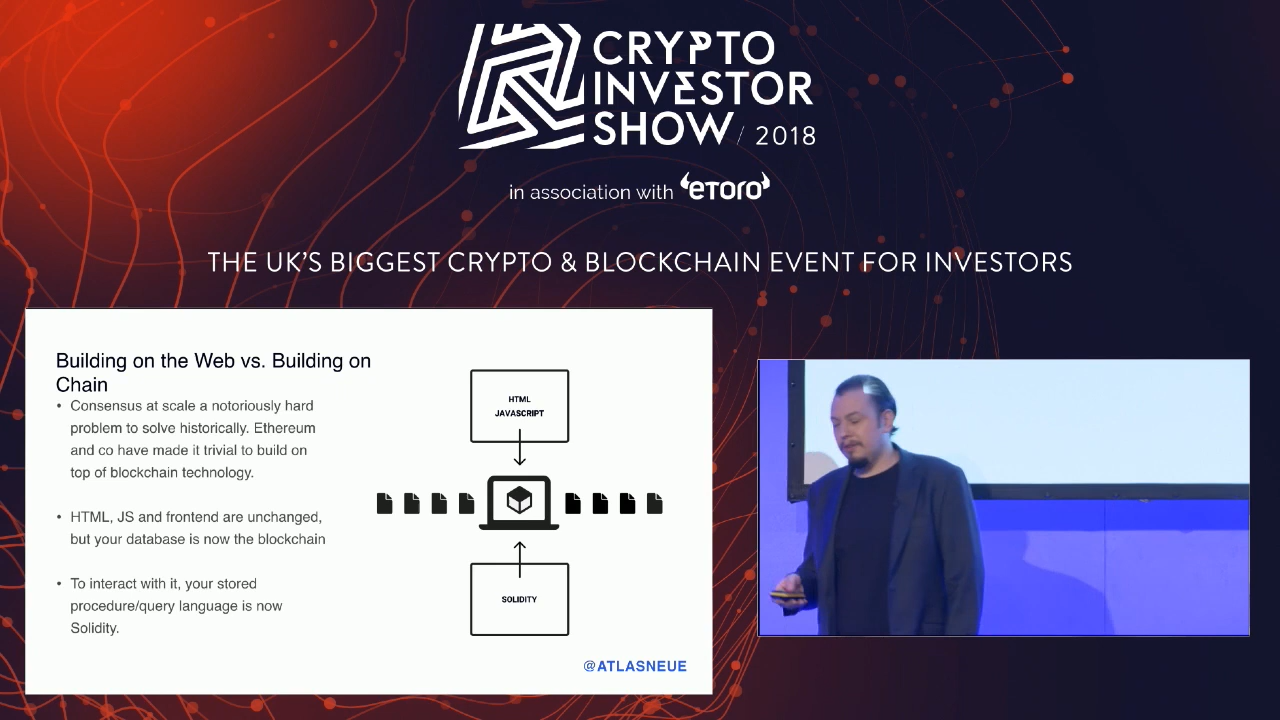 CRYPTO
INVESTOR
SHOW / 2018
in association with eToro
THE UK'S BIGGEST CRYPTO & BLOCKCHAIN EVENT FOR INVESTORS
Building on the Web vs. Building on
Chain
• Consensus at scale a notoriously hard
problem to solve historically. Ethereum
and co have made it trivial to build on
top of blockchain technology.
• HTML, JS and frontend are unchanged,
but your database is now the blockchain
• To interact with it, your stored
procedure/query language is now
Solidity.
HTML
JAVASCRIPT
SOLIDITY
@ATLASNEUE